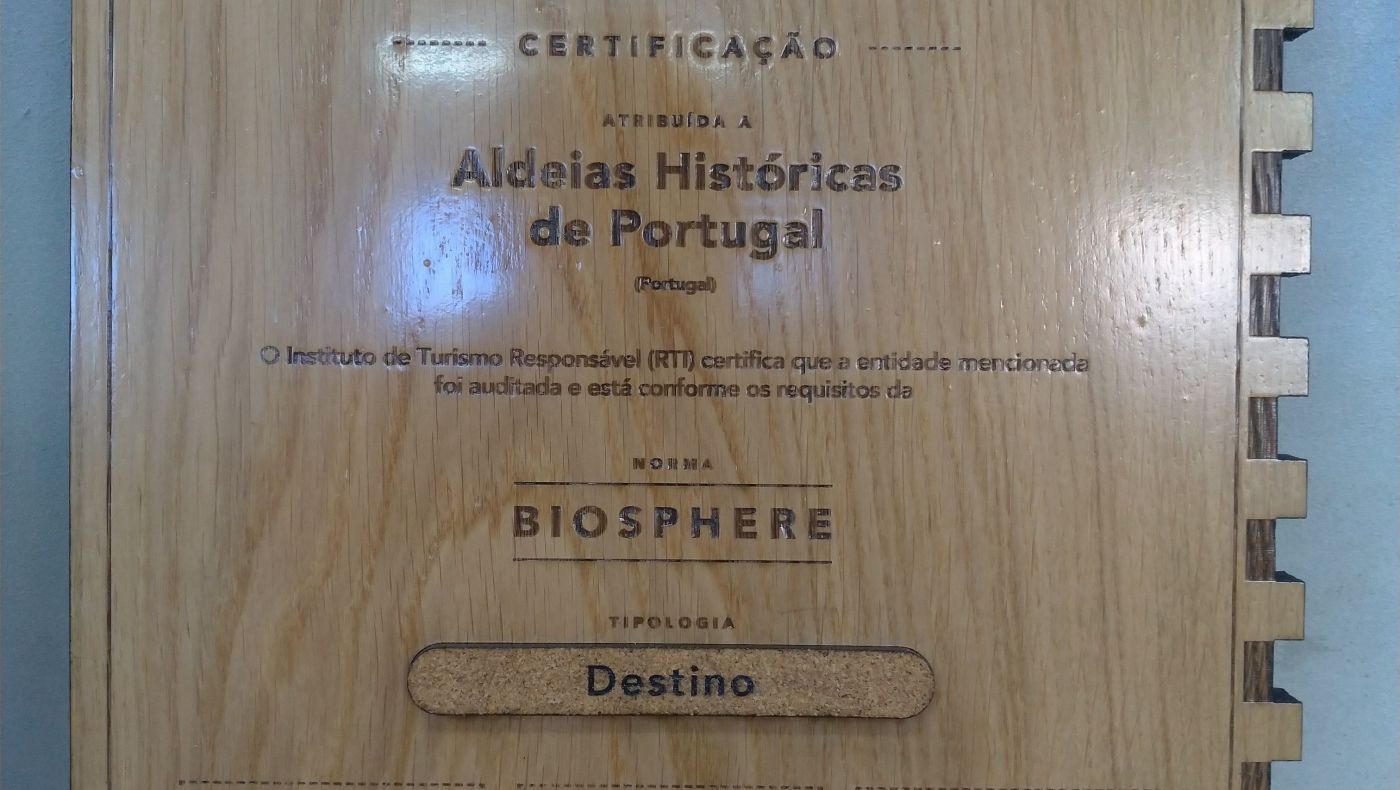 CERTIFICAÇÃO
ATRIBUÍDA A
Aldeias Históricas
de Portugal
(Portugal)
O Instituto de Turismo Responsável (RTI) certifica que a entidade mencionada
foi auditada e está conforme os requisitos da
NORMA
BIOSPHERE
TIPOLOGIA
Destino